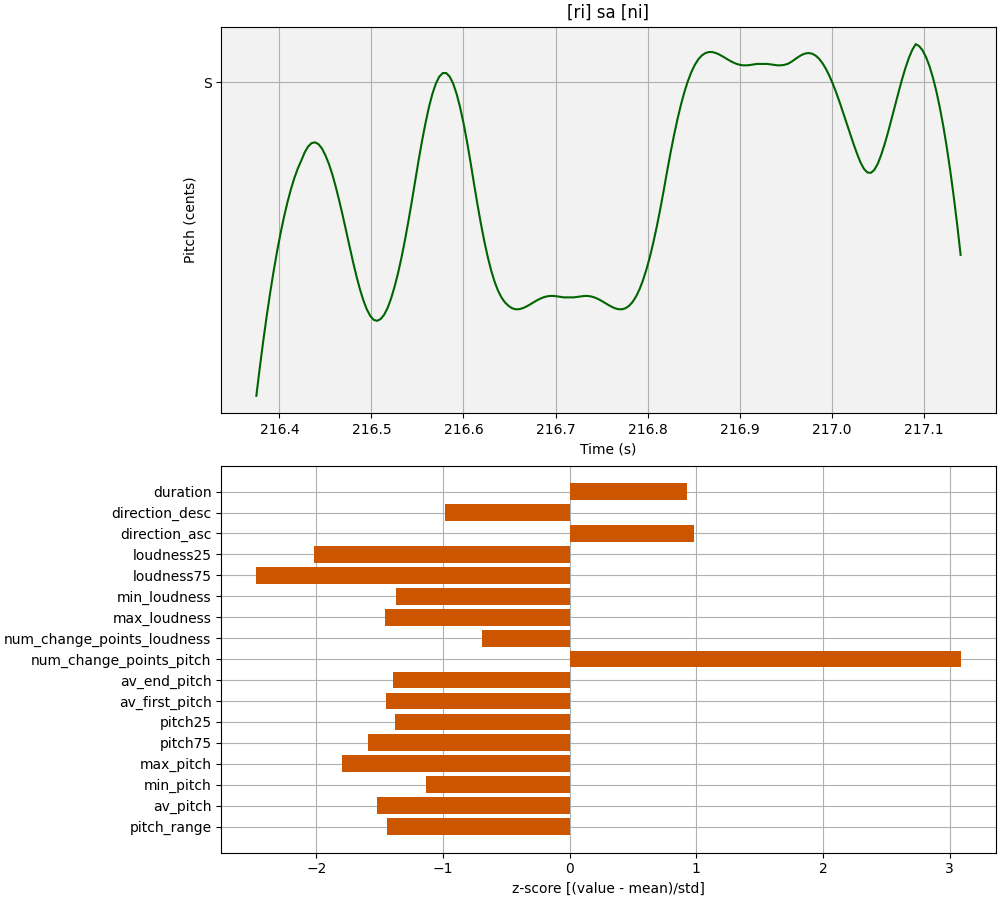 [ri] sa [ni]
S
Pitch (cents)
216.4 216.5 216.6 216.7 216.8 216.9 217.0 217.1
Time (s)
duration
direction_desc
direction_asc
loudness25
loudness75
min_loudness
max_loudness
num_change_points_loudness
num_change_points_pitch
av_end_pitch
av_first_pitch
pitch25
pitch75
max_pitch
min_pitch
av_pitch
pitch_range
−2 −1 0 1 2 3
z-score [(value - mean)/std]